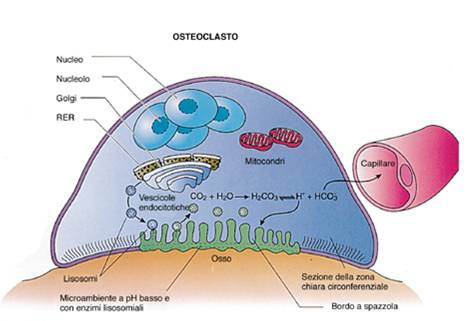 OSTEOCLASTO
Nucleo
Nucleolo
Golgi
RER
Mitocondri
Capillare
Vescicole
endocitotiche
CO2 + H2O → H2CO3 ⇌ H+ + HCO3-
Lisosomi
Osso
Sezione della zona
chiara circonferenziale
Microambiente a pH basso e
con enzimi lisosomiali
Bordo a spazzola